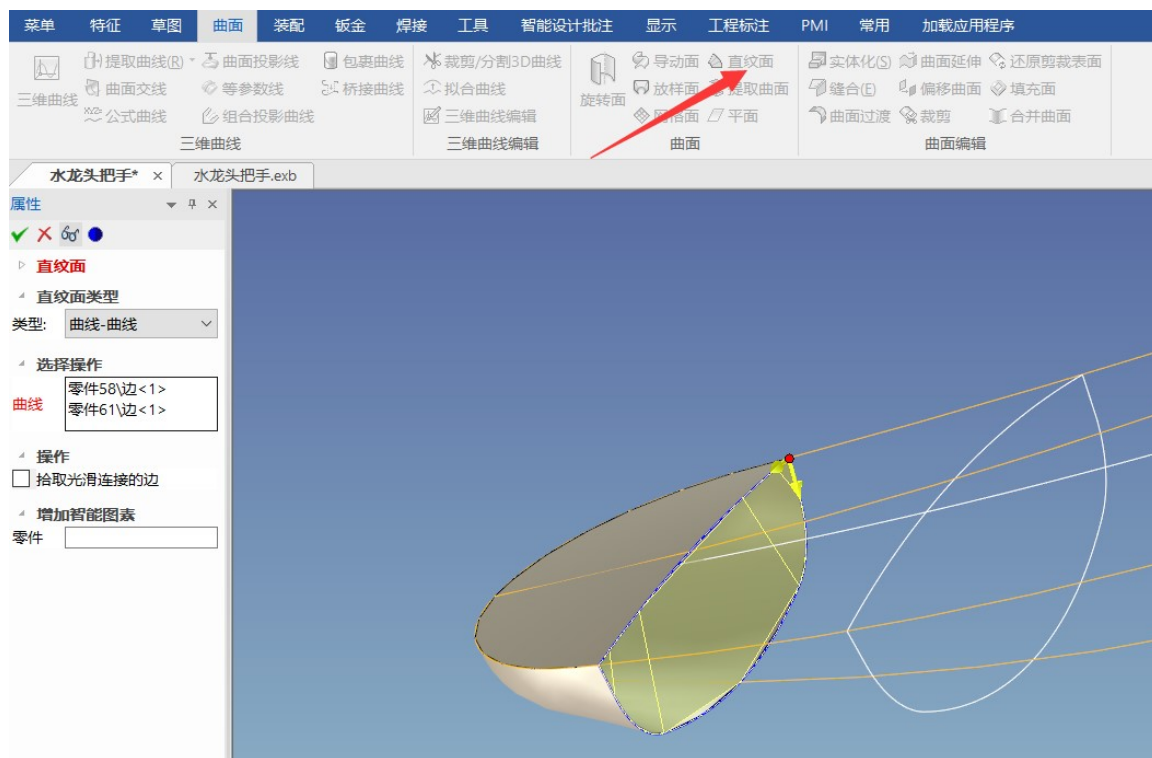 菜单 特征 草图 曲面 装配 钣金 焊接 工具 智能设计批注 显示 工程标注 PMI 常用 加载应用程序
三维曲线 提取曲线(R) 曲面投影线 包裹曲线 裁剪/分割3D曲线 旋转面 导动面 直纹面 实体化(S) 曲面延伸 还原剪裁表面
曲面交线 等参数线 桥接曲线 拟合曲线 放样面 提取曲面 缝合(E) 偏移曲面 填充面
公式曲线 组合投影曲线 三维曲线编辑 网格面 平面 曲面过渡 裁剪 合并曲面
三维曲线 三维曲线编辑 曲面 曲面编辑
水龙头把手* × 水龙头把手.exb
属性
直纹面
直纹面类型
类型: 曲线-曲线
选择操作
曲线 零件58\边<1>
零件61\边<1>
操作
拾取光滑连接的边
增加智能图素
零件